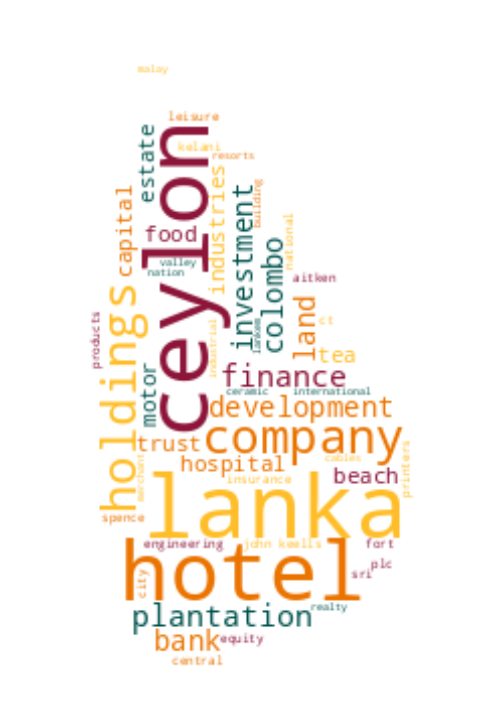 malay
leisure
kelani
resorts
estate
ceylon
industries
building
investment
capital
food
national
colombo
valley
nation
aitken
holdings
land
products
ct
lankem
industrial
tea
motor
finance
ceramic
international
development
company
trust
printers
cables
hospital
merchant
beach
insurance
lanka
spence
engineering
john keells
fort
hotel
plc
sri
city
realty
plantation
bank
equity
central